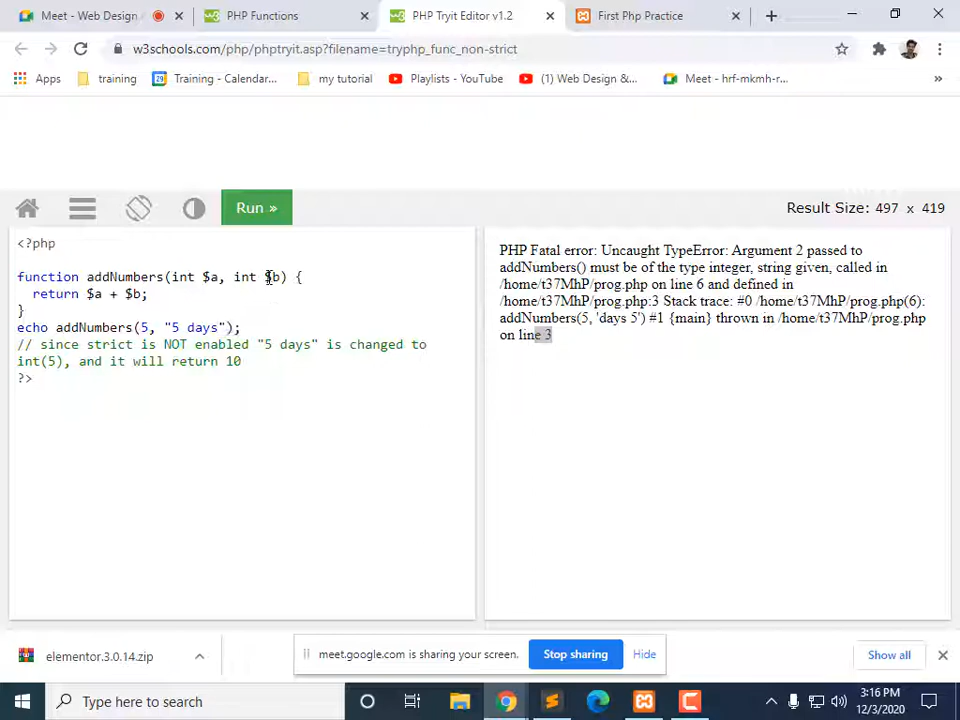 Meet - Web Design
PHP Functions
PHP Tryit Editor v1.2
First Php Practice
w3schools.com/php/phptryit.asp?filename=tryphp_func_non-strict
Apps
training
Training - Calendar...
my tutorial
Playlists - YouTube
(1) Web Design &...
Meet - hrf-mkmh-r...
»
Run »
Result Size: 497 x 419
<?php
function addNumbers(int $a, int $b) {
return $a + $b;
}
echo addNumbers(5, "5 days");
// since strict is NOT enabled "5 days" is changed to
int(5), and it will return 10
?>
PHP Fatal error: Uncaught TypeError: Argument 2 passed to
addNumbers() must be of the type integer, string given, called in
/home/t37MhP/prog.php on line 6 and defined in
/home/t37MhP/prog.php:3 Stack trace: #0 /home/t37MhP/prog.php(6):
addNumbers(5, 'days 5') #1 {main} thrown in /home/t37MhP/prog.php
on line 3
elementor.3.0.14.zip
meet.google.com is sharing your screen.
Stop sharing
Hide
Show all
Type here to search
3:16 PM
12/3/2020